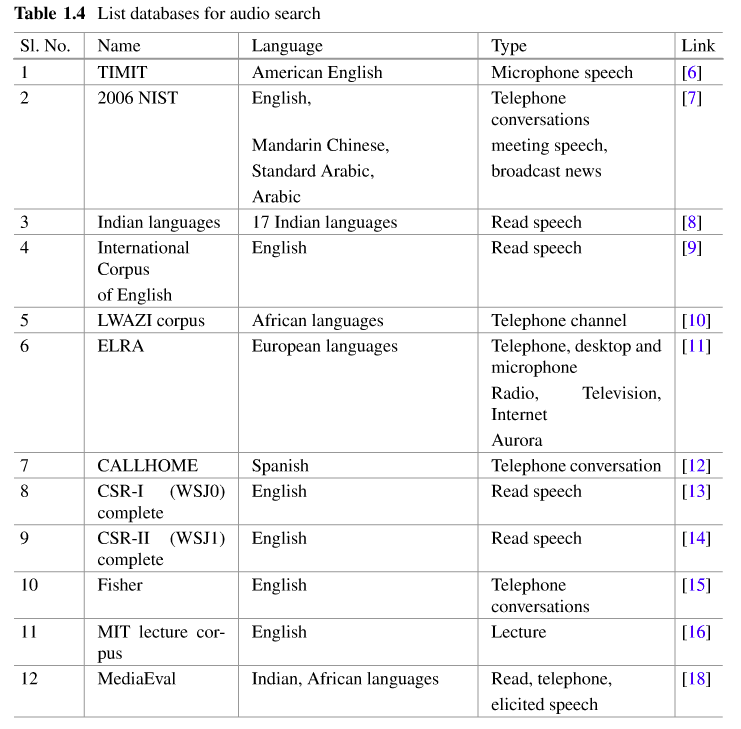 Table 1.4 List databases for audio search
Sl. No. Name Language Type Link
1 TIMIT American English Microphone speech [6]
2 2006 NIST English, Telephone [7]
conversations
Mandarin Chinese, meeting speech,
Standard Arabic, broadcast news
Arabic
3 Indian languages 17 Indian languages Read speech [8]
4 International English Read speech [9]
Corpus
of English
5 LWAZI corpus African languages Telephone channel [10]
6 ELRA European languages Telephone, desktop and [11]
microphone
Radio, Television,
Internet
Aurora
7 CALLHOME Spanish Telephone conversation [12]
8 CSR-I (WSJ0) English Read speech [13]
complete
9 CSR-II (WSJ1) English Read speech [14]
complete
10 Fisher English Telephone [15]
conversations
11 MIT lecture cor- English Lecture [16]
pus
12 MediaEval Indian, African languages Read, telephone, [18]
elicited speech